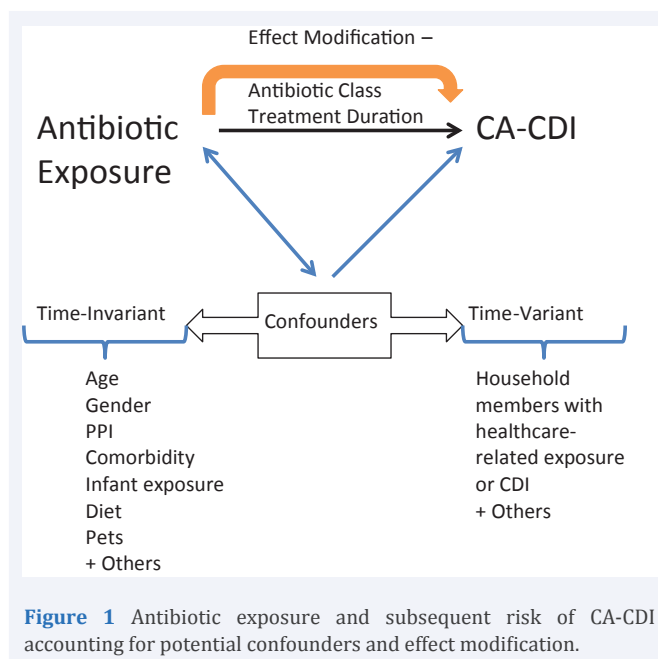 Effect Modification –
Antibiotic Class
Treatment Duration
Antibiotic
Exposure
CA-CDI
Time-Invariant
Confounders
Time-Variant
Age
Gender
PPI
Comorbidity
Infant exposure
Diet
Pets
+ Others
Household
members with
healthcare-
related exposure
or CDI
+ Others
Figure 1 Antibiotic exposure and subsequent risk of CA-CDI
accounting for potential confounders and effect modification.